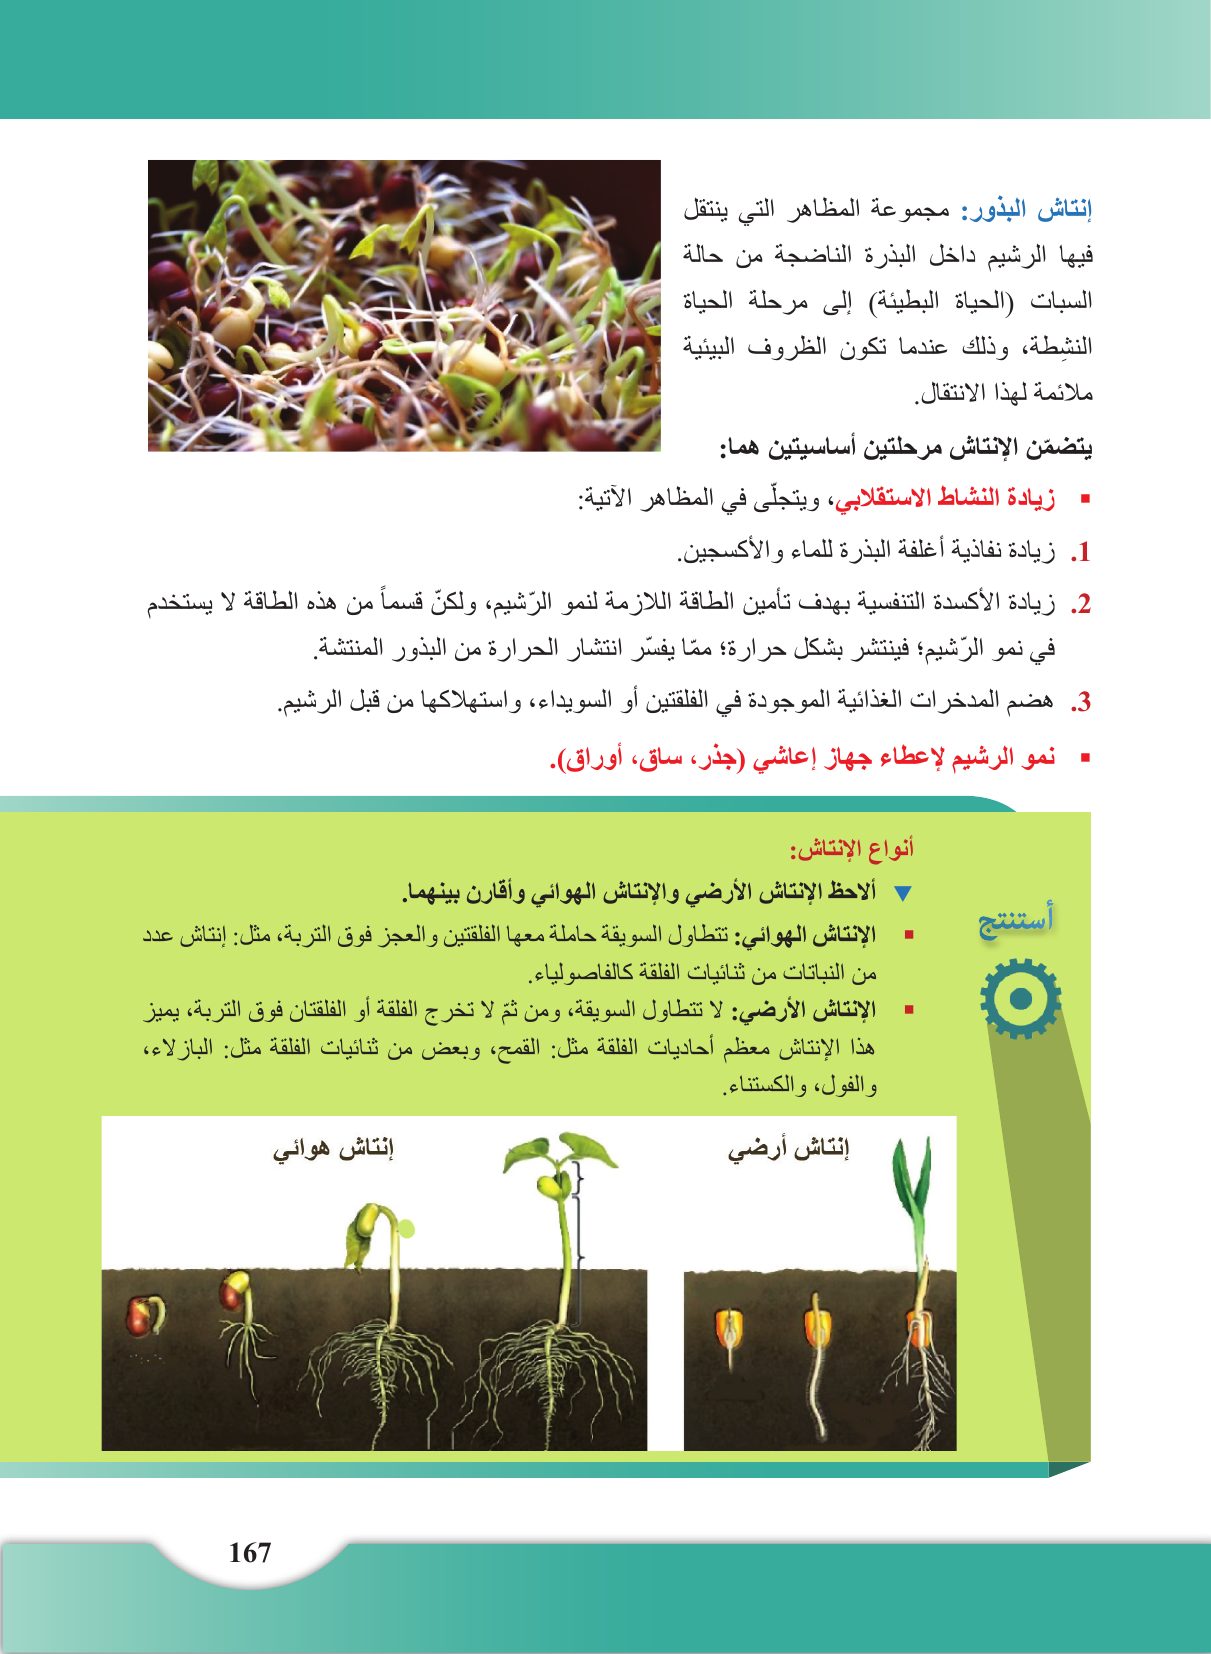 إنتاش البذور: مجموعة المظاهر التي ينتقل
فيها الرشيم داخل البذرة الناضجة من حالة
السبات (الحياة البطيئة) إلى مرحلة الحياة
النشِطة، وذلك عندما تكون الظروف البيئية
ملائمة لهذا الانتقال.
يتضمّن الإنتاش مرحلتين أساسيتين هما:
▪ زيادة النشاط الاستقلابي، ويتجلّى في المظاهر الآتية:
1. زيادة نفاذية أغلفة البذرة للماء والأكسجين.
2. زيادة الأكسدة التنفسية بهدف تأمين الطاقة اللازمة لنمو الرّشيم، ولكنّ قسماً من هذه الطاقة لا يستخدم
في نمو الرّشيم؛ فينتشر بشكل حرارة؛ ممّا يفسّر انتشار الحرارة من البذور المنتشة.
3. هضم المدخرات الغذائية الموجودة في الفلقتين أو السويداء، واستهلاكها من قبل الرشيم.
▪ نمو الرشيم لإعطاء جهاز إعاشي (جذر، ساق، أوراق).
أنواع الإنتاش:
▼ ألاحظ الإنتاش الأرضي والإنتاش الهوائي وأقارن بينهما.
أستنتج
▪ الإنتاش الهوائي: تتطاول السويقة حاملة معها الفلقتين والعجز فوق التربة، مثل: إنتاش عدد
من النباتات من ثنائيات الفلقة كالفاصولياء.
▪ الإنتاش الأرضي: لا تتطاول السويقة، ومن ثمّ لا تخرج الفلقة أو الفلقتان فوق التربة، يميز
هذا الإنتاش معظم أحاديات الفلقة مثل: القمح، وبعض من ثنائيات الفلقة مثل: البازلاء،
والفول، والكستناء.
إنتاش أرضي
إنتاش هوائي
167